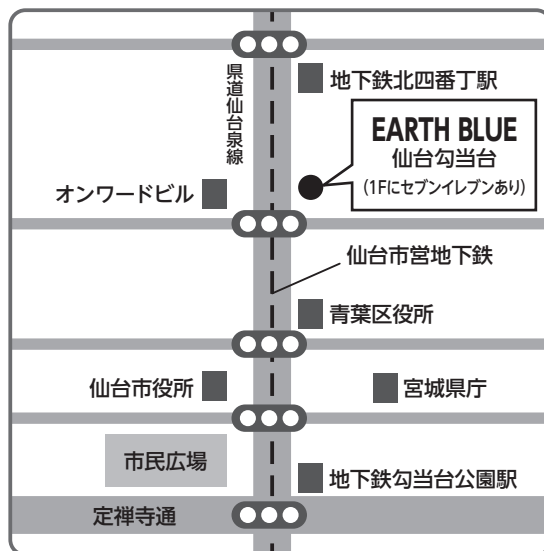 県道仙台泉線
地下鉄北四番丁駅
EARTH BLUE
仙台勾当台
(1Fにセブンイレブンあり)
オンワードビル
仙台市営地下鉄
青葉区役所
仙台市役所
宮城県庁
市民広場
地下鉄勾当台公園駅
定禅寺通